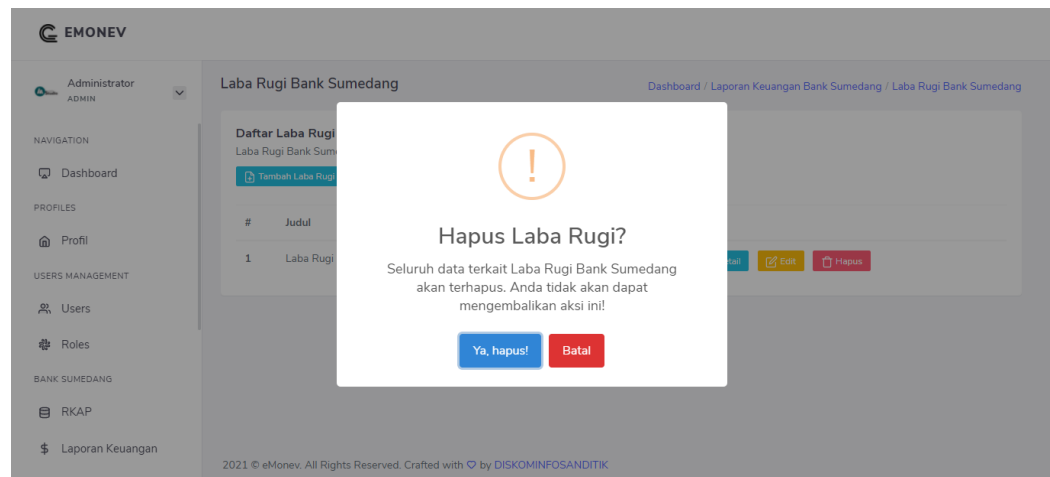 EMONEV
Administrator
ADMIN
NAVIGATION
Dashboard
PROFILES
Profil
USERS MANAGEMENT
Users
Roles
BANK SUMEDANG
RKAP
$ Laporan Keuangan
Laba Rugi Bank Sumedang
Dashboard / Laporan Keuangan Bank Sumedang / Laba Rugi Bank Sumedang
Daftar Laba Rugi
Laba Rugi Bank
Tambah Laba Rugi
# Judul
1 Laba Rugi
Edit Hapus
!
Hapus Laba Rugi?
Seluruh data terkait Laba Rugi Bank Sumedang
akan terhapus. Anda tidak akan dapat
mengembalikan aksi ini!
Ya, hapus! Batal
2021 © eMonev. All Rights Reserved. Crafted with ♡ by DISKOMINFOSANDITIK